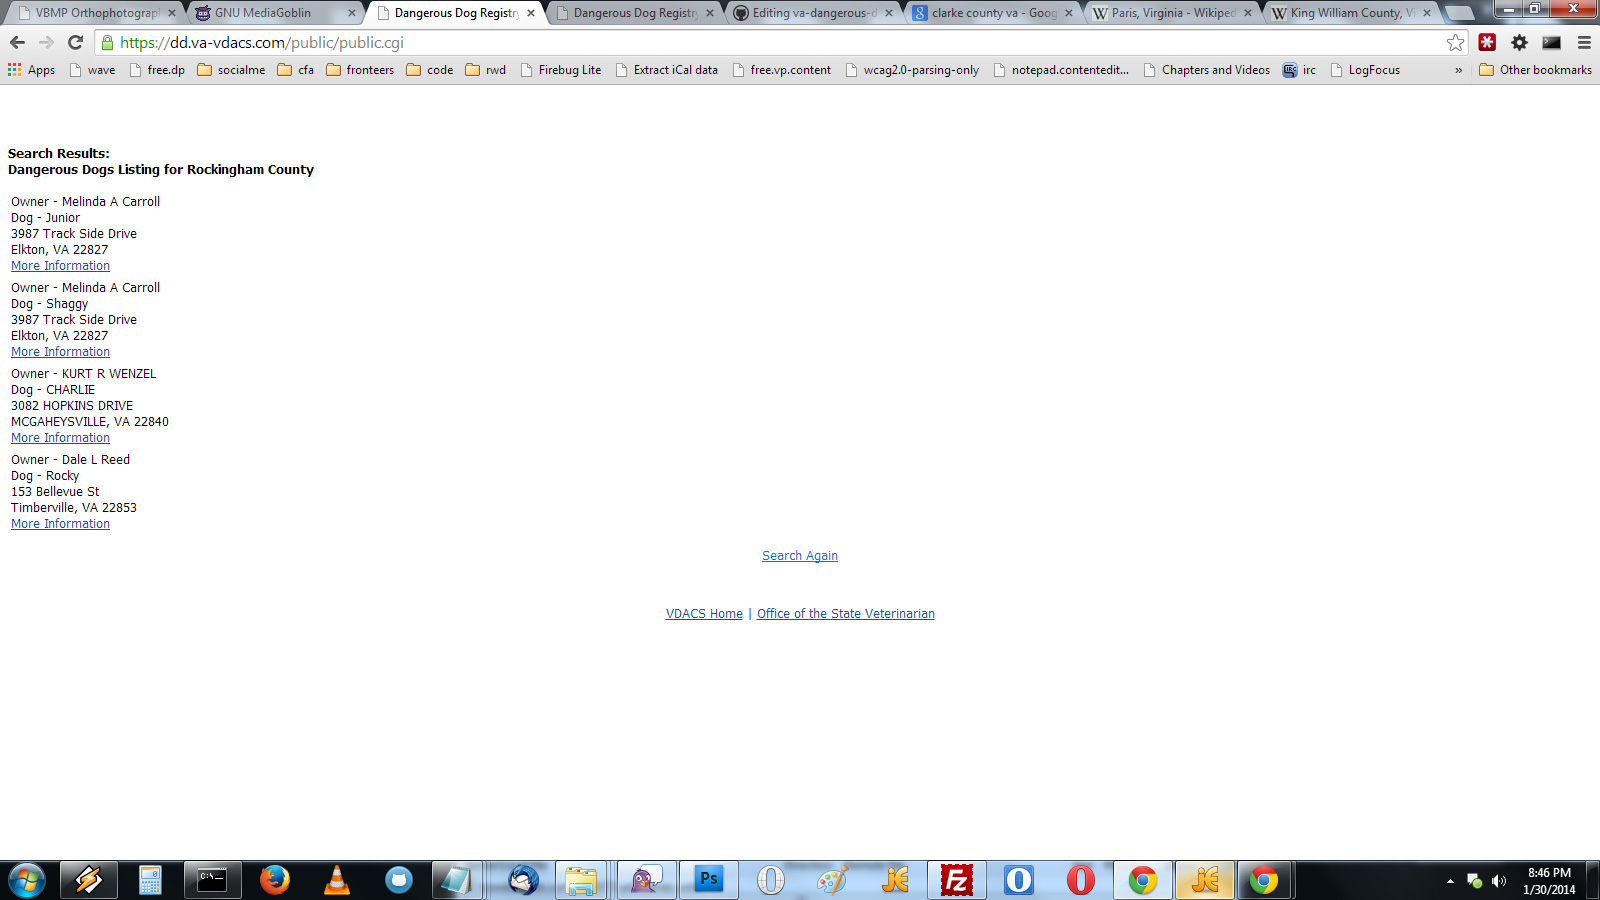 VBMP Orthophotograp
GNU MediaGoblin
Dangerous Dog Registry
Dangerous Dog Registry
Editing va-dangerous-d
clarke county va - Goog
Paris, Virginia - Wikiped
King William County, Vi
https://dd.va-vdacs.com/public/public.cgi
Apps
wave
free.dp
socialme
cfa
fronteers
code
rwd
Firebug Lite
Extract iCal data
free.vp.content
wcag2.0-parsing-only
notepad.contentedit...
Chapters and Videos
irc
LogFocus
»
Other bookmarks
Search Results:
Dangerous Dogs Listing for Rockingham County
Owner - Melinda A Carroll
Dog - Junior
3987 Track Side Drive
Elkton, VA 22827
More Information
Owner - Melinda A Carroll
Dog - Shaggy
3987 Track Side Drive
Elkton, VA 22827
More Information
Owner - KURT R WENZEL
Dog - CHARLIE
3082 HOPKINS DRIVE
MCGAHEYSVILLE, VA 22840
More Information
Owner - Dale L Reed
Dog - Rocky
153 Bellevue St
Timberville, VA 22853
More Information
Search Again
VDACS Home | Office of the State Veterinarian
C:\_
Ps
Fz
8:46 PM
1/30/2014